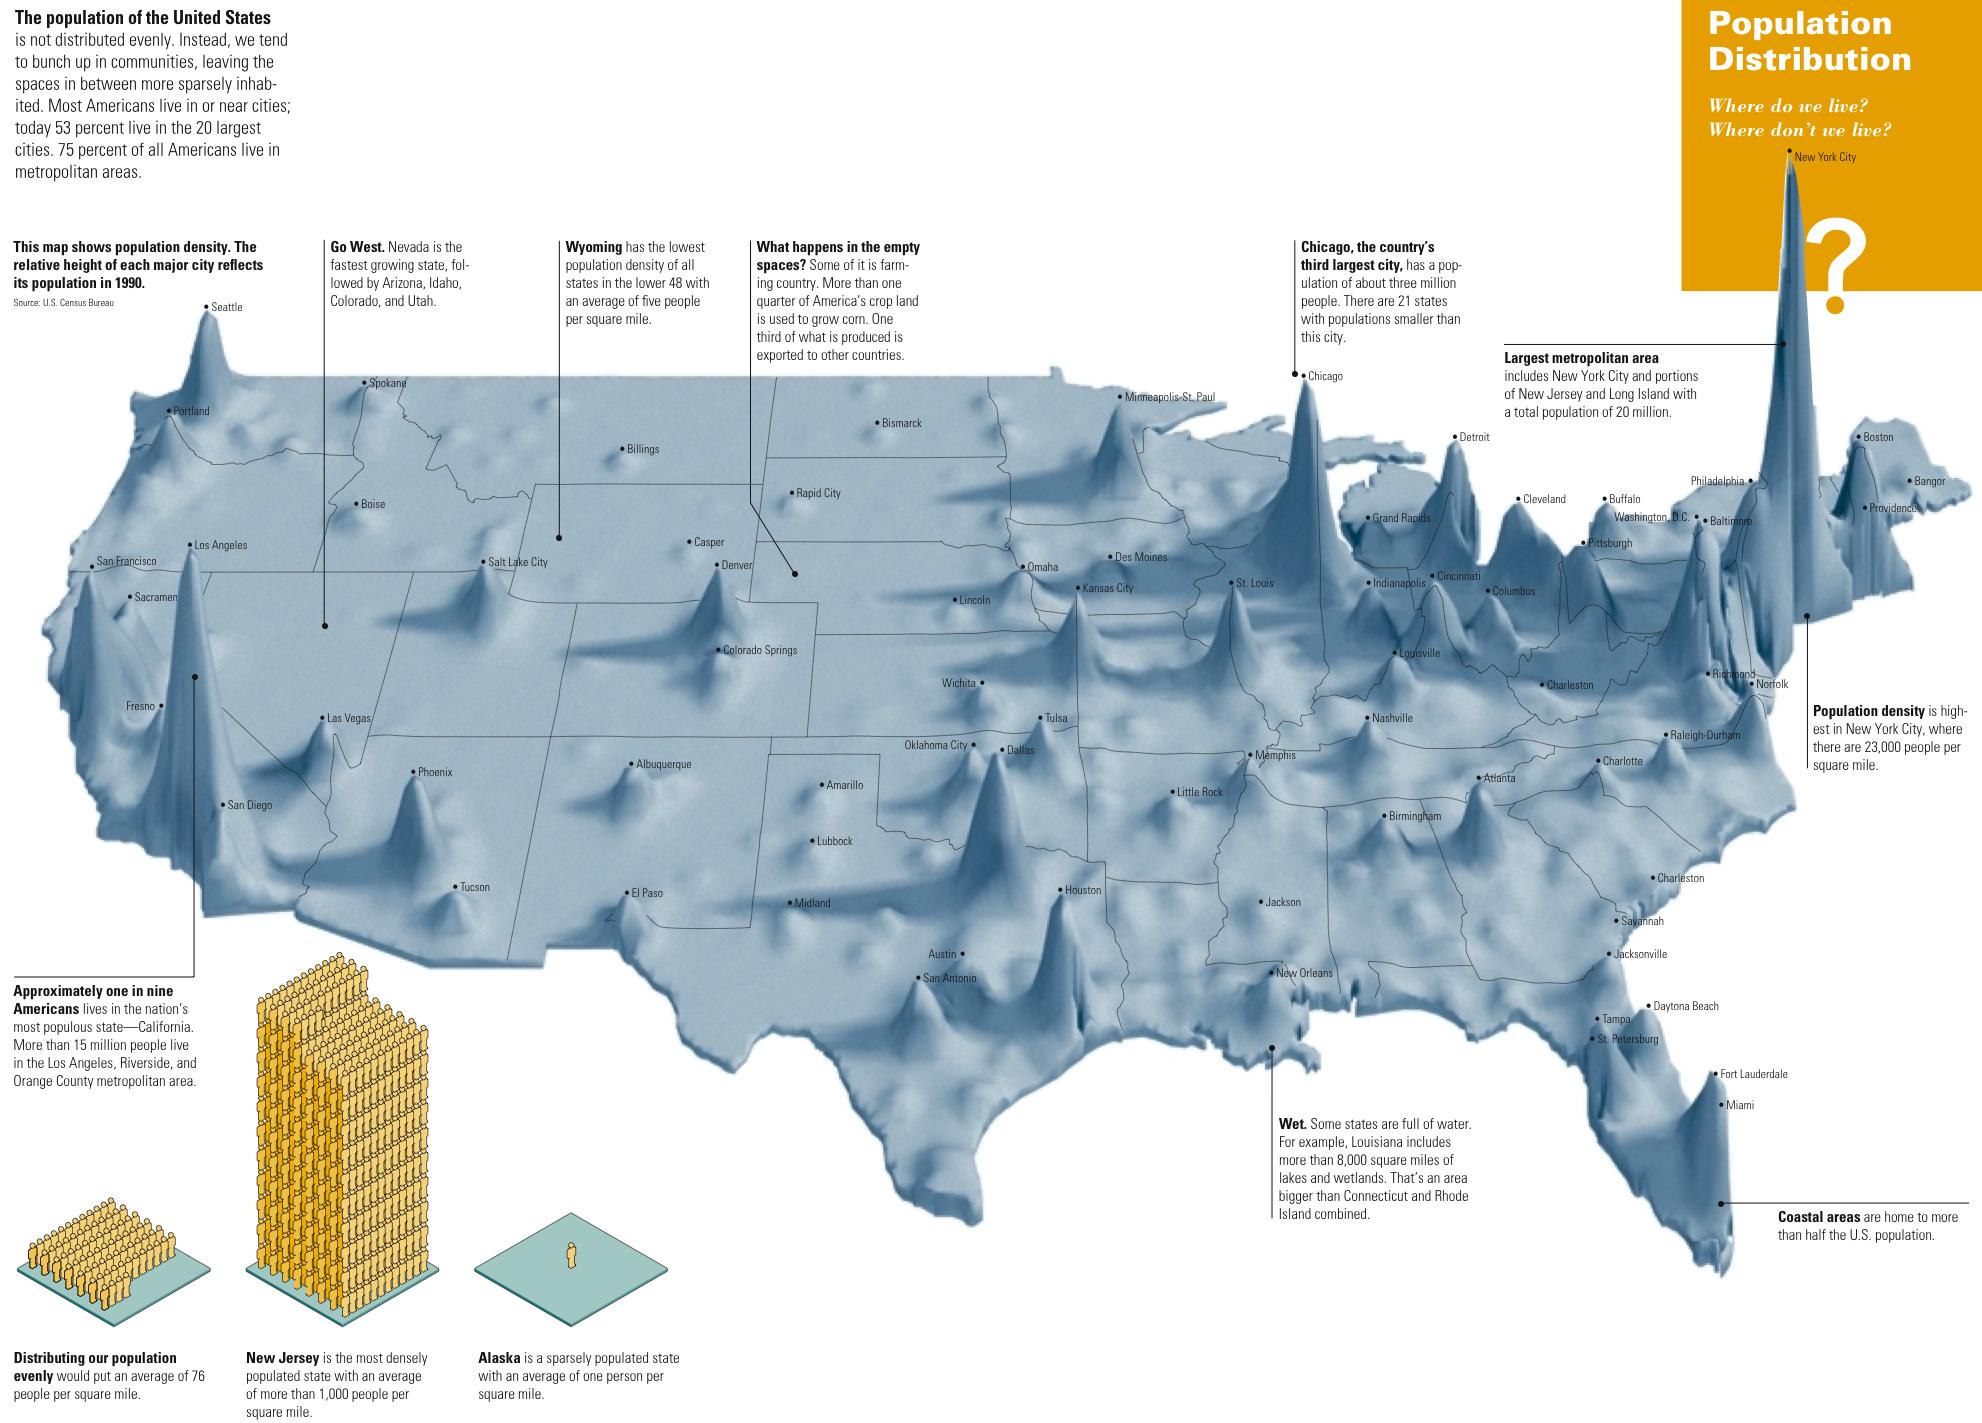 The population of the United States
is not distributed evenly. Instead, we tend
to bunch up in communities, leaving the
spaces in between more sparsely inhab-
ited. Most Americans live in or near cities;
today 53 percent live in the 20 largest
cities. 75 percent of all Americans live in
metropolitan areas.
Population
Distribution
Where do we live?
Where don't we live?
?
This map shows population density. The
relative height of each major city reflects
its population in 1990.
Source: U.S. Census Bureau
Go West. Nevada is the
fastest growing state, fol-
lowed by Arizona, Idaho,
Colorado, and Utah.
Wyoming has the lowest
population density of all
states in the lower 48 with
an average of five people
per square mile.
What happens in the empty
spaces? Some of it is farm-
ing country. More than one
quarter of America's crop land
is used to grow corn. One
third of what is produced is
exported to other countries.
Chicago, the country's
third largest city, has a pop-
ulation of about three million
people. There are 21 states
with populations smaller than
this city.
Largest metropolitan area
includes New York City and portions
of New Jersey and Long Island with
a total population of 20 million.
New York City
Seattle
Spokane
Portland
Billings
Bismarck
Minneapolis-St. Paul
Chicago
Detroit
Boston
Bangor
Philadelphia
Providence
Boise
Rapid City
Grand Rapids
Cleveland
Buffalo
Washington, D.C.
Baltimore
Pittsburgh
San Francisco
Los Angeles
Sacramen
Salt Lake City
Casper
Denver
Des Moines
Omaha
Lincoln
Kansas City
St. Louis
Indianapolis
Cincinnati
Columbus
Colorado Springs
Louisville
Charleston
Richmond
Norfolk
Fresno
Las Vegas
Wichita
Tulsa
Nashville
Raleigh-Durham
Oklahoma City
Dallas
Memphis
Charlotte
Phoenix
Albuquerque
Amarillo
Little Rock
Atlanta
San Diego
Lubbock
Birmingham
Tucson
El Paso
Midland
Houston
Jackson
Charleston
Savannah
Austin
San Antonio
New Orleans
Jacksonville
Daytona Beach
Tampa
St. Petersburg
Fort Lauderdale
Miami
Population density is high-
est in New York City, where
there are 23,000 people per
square mile.
Approximately one in nine
Americans lives in the nation's
most populous state—California.
More than 15 million people live
in the Los Angeles, Riverside, and
Orange County metropolitan area.
Wet. Some states are full of water.
For example, Louisiana includes
more than 8,000 square miles of
lakes and wetlands. That's an area
bigger than Connecticut and Rhode
Island combined.
Coastal areas are home to more
than half the U.S. population.
Distributing our population
evenly would put an average of 76
people per square mile.
New Jersey is the most densely
populated state with an average
of more than 1,000 people per
square mile.
Alaska is a sparsely populated state
with an average of one person per
square mile.